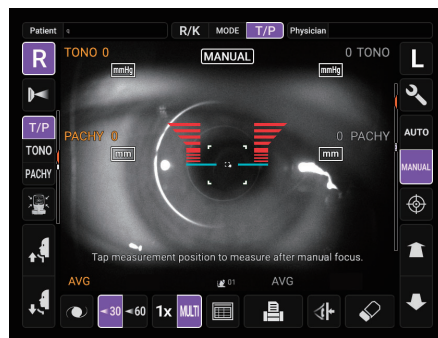 Patient R/K MODE T/P Physician
R TONO 0 MANUAL 0 TONO L
mmHg mmHg
T/P PACHY 0 0 PACHY AUTO
TONO mm mm MANUAL
PACHY
Tap measurement position to measure after manual focus.
AVG 01 AVG
<30 <60 1x MULTI